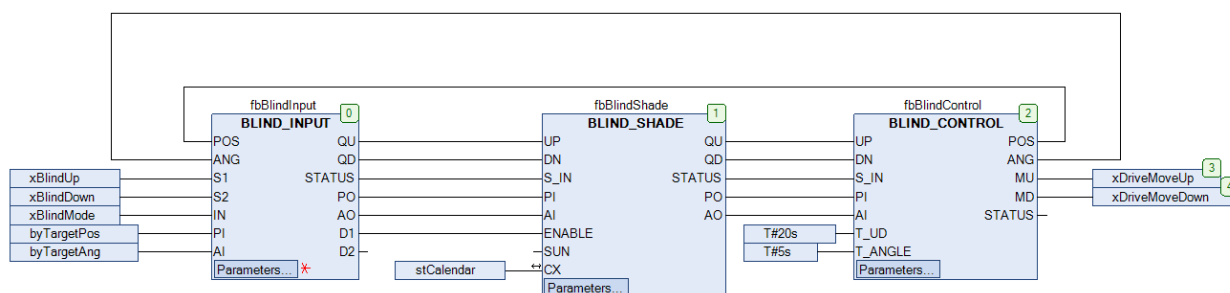 fbBlindInput
0
BLIND_INPUT
POS
ANG
S1
S2
IN
PI
AI
QU
QD
STATUS
PO
AO
D1
D2
Parameters...
xBlindUp
xBlindDown
xBlindMode
byTargetPos
byTargetAng
fbBlindShade
1
BLIND_SHADE
UP
DN
S_IN
PI
AI
ENABLE
SUN
CX
QU
QD
STATUS
PO
AO
Parameters...
stCalendar
fbBlindControl
2
BLIND_CONTROL
UP
DN
S_IN
PI
AI
T_UD
T_ANGLE
POS
ANG
MU
MD
STATUS
Parameters...
T#20s
T#5s
xDriveMoveUp
3
xDriveMoveDown
4